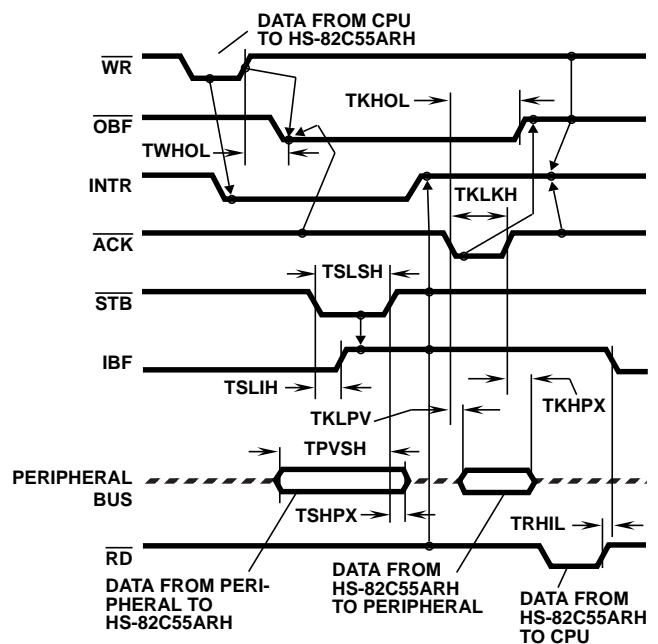 DATA FROM CPU
TO HS-82C55ARH
WR
TKHOL
OBF
TWHOL
INTR
TKLKH
ACK
TSLSH
STB
IBF
TSLIH
TKHPX
TKLPV
TPVSH
PERIPHERAL
BUS
TSHPX
TRHIL
RD
DATA FROM PERI-
PHERAL TO
HS-82C55ARH
DATA FROM
HS-82C55ARH
TO PERIPHERAL
DATA FROM
HS-82C55ARH
TO CPU